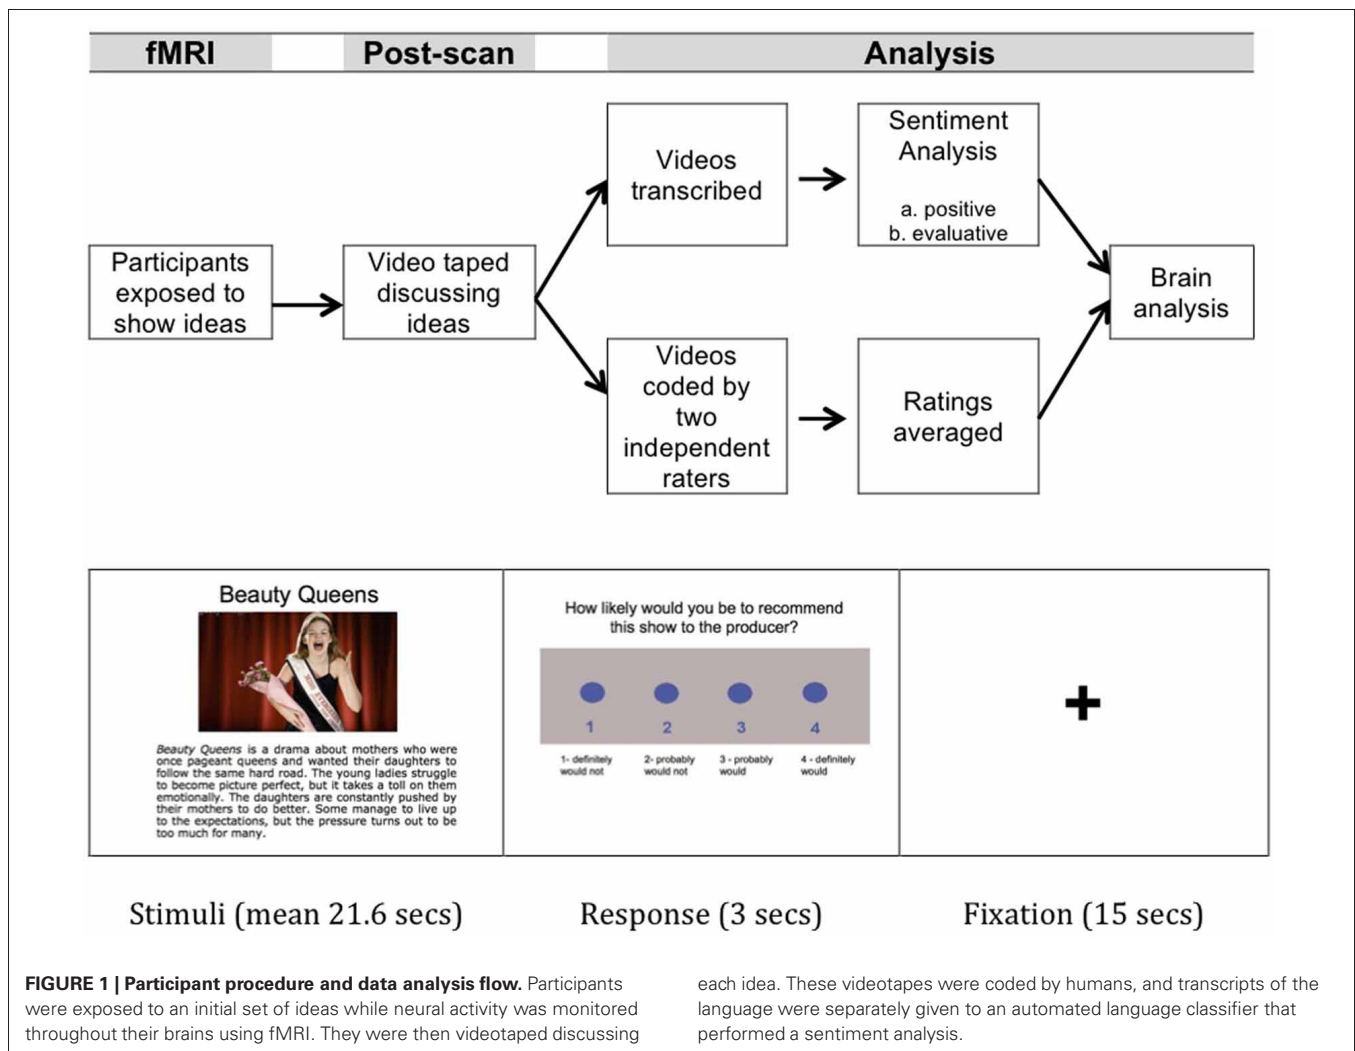 fMRI
Post-scan
Analysis
Participants
exposed to
show ideas
Video taped
discussing
ideas
Videos
transcribed
Sentiment
Analysis
a. positive
b. evaluative
Videos
coded by
two
independent
raters
Ratings
averaged
Brain
analysis
Beauty Queens
Beauty Queens is a drama about mothers who were
once pageant queens and wanted their daughters to
follow the same hard road. The young ladies struggle
to become picture perfect, but it takes a toll on them
emotionally. The daughters are constantly pushed by
their mothers to do better. Some manage to live up
to the expectations, but the pressure turns out to be
too much for many.
How likely would you be to recommend
this show to the producer?
1 2 3 4
1- definitely
would not
2- probably
would not
3 - probably
would
4 - definitely
would
+
Stimuli (mean 21.6 secs)
Response (3 secs)
Fixation (15 secs)
FIGURE 1 | Participant procedure and data analysis flow. Participants
were exposed to an initial set of ideas while neural activity was monitored
throughout their brains using fMRI. They were then videotaped discussing
each idea. These videotapes were coded by humans, and transcripts of the
language were separately given to an automated language classifier that
performed a sentiment analysis.